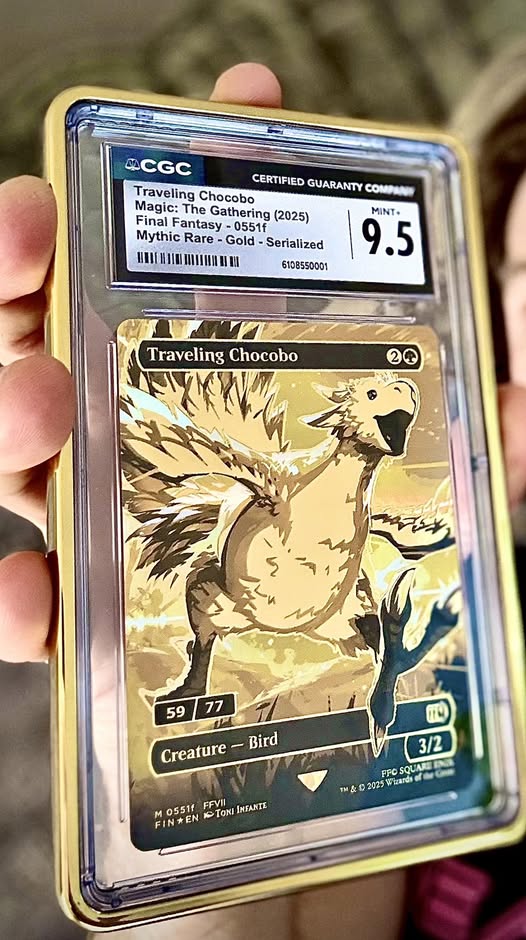 CGC
CERTIFIED GUARANTY COMPANY
Traveling Chocobo
Magic: The Gathering (2025)
Final Fantasy - 0551f
Mythic Rare - Gold - Serialized
MINT+
9.5
6108550001
Traveling Chocobo
2
59 / 77
Creature — Bird
3/2
M 0551f FFVII
FIN★EN Toni Infante
FFC SQUARE ENIX
™ & © 2025 Wizards of the Coast